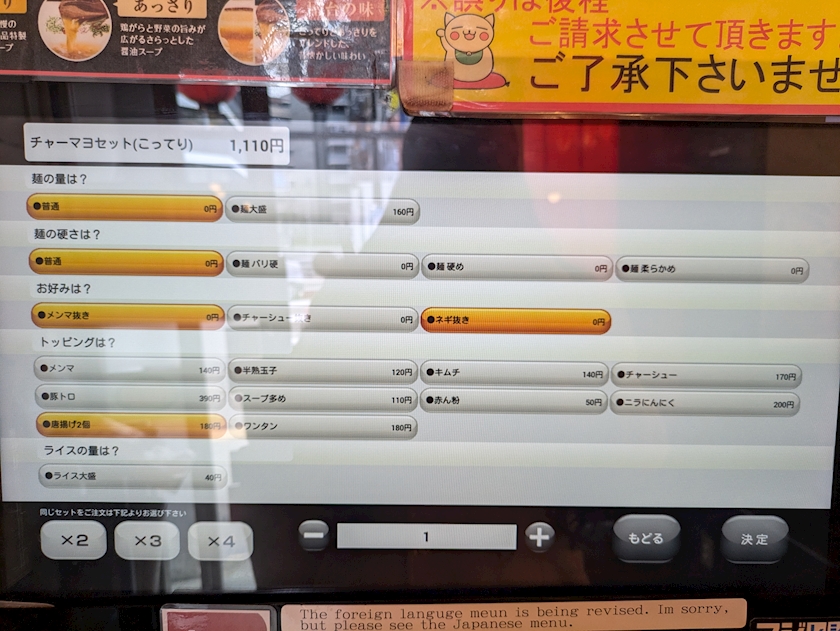 あっさり
鶏がらと野菜の旨みが
広がるきらっとした
醤油スープ
の味
ご請求させて頂きます
ご了承下さいませ
チャーマヨセット(こってり) 1,110円
麺の量は?
●普通 0円 ●麺大盛 160円
麺の硬さは?
●普通 0円 ●麺バリ硬 0円 ●麺硬め 0円 ●麺柔らかめ 0円
お好みは?
●メンマ抜き 0円 ●チャーシュー抜き 0円 ●ネギ抜き 0円
トッピングは?
●メンマ 140円 ●半熟玉子 120円 ●キムチ 140円 ●チャーシュー 170円
●豚トロ 390円 ●スープ多め 110円 ●赤ん粉 50円 ●ニラにんにく 200円
●唐揚げ2個 180円 ●ワンタン 180円
ライスの量は?
●ライス大盛 40円
同じセットをご注文は下記よりお選び下さい
×2 ×3 ×4 − 1 + もどる 決定
The foreign languge meun is being revised. Im sorry,
but please see the Japanese menu.